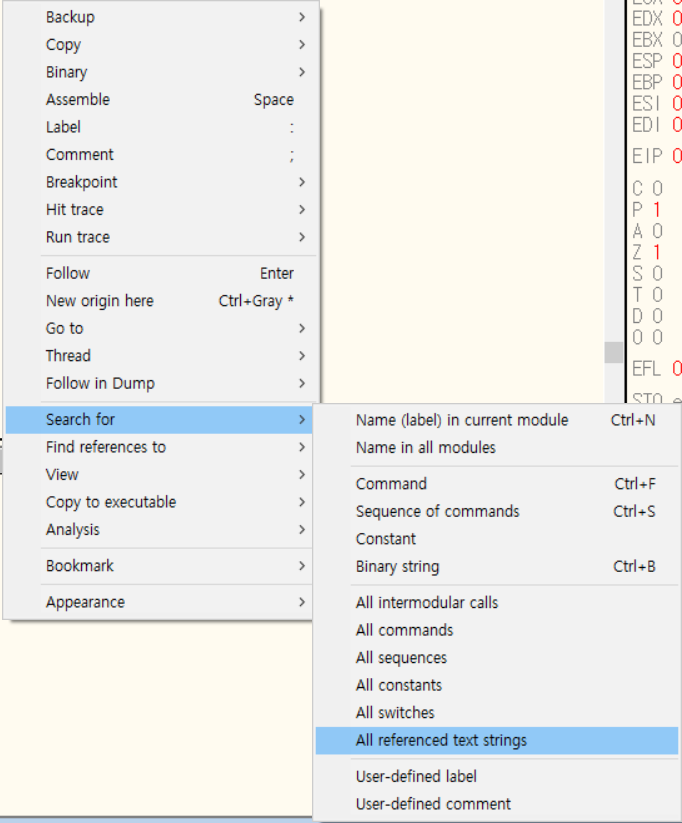 Backup >
Copy >
Binary >
Assemble Space
Label :
Comment ;
Breakpoint >
Hit trace >
Run trace >
Follow Enter
New origin here Ctrl+Gray *
Go to >
Thread >
Follow in Dump >
Search for >
Find references to >
View >
Copy to executable >
Analysis >
Bookmark >
Appearance >
Name (label) in current module Ctrl+N
Name in all modules
Command Ctrl+F
Sequence of commands Ctrl+S
Constant
Binary string Ctrl+B
All intermodular calls
All commands
All sequences
All constants
All switches
All referenced text strings
User-defined label
User-defined comment
EDX 0
EBX 0
ESP 0
EBP 0
ESI 0
EDI 0
EIP 0
C 0
P 1
A 0
Z 1
S 0
T 0
D 0
O 0
EFL 0
ST0 e